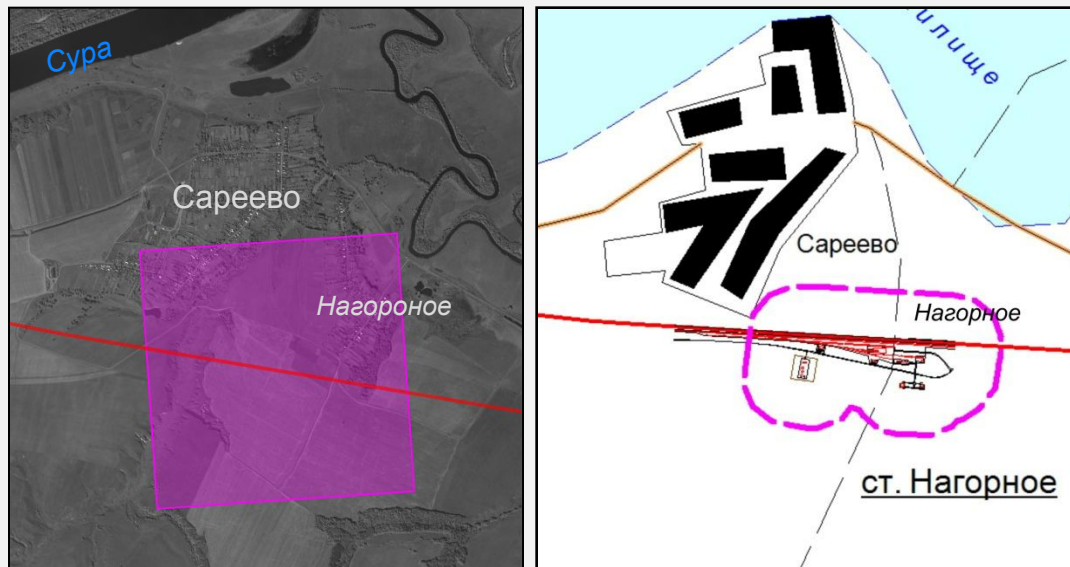 Сура
Сареево
Нагороное
илище
Сареево
Нагорное
ст. Нагорное